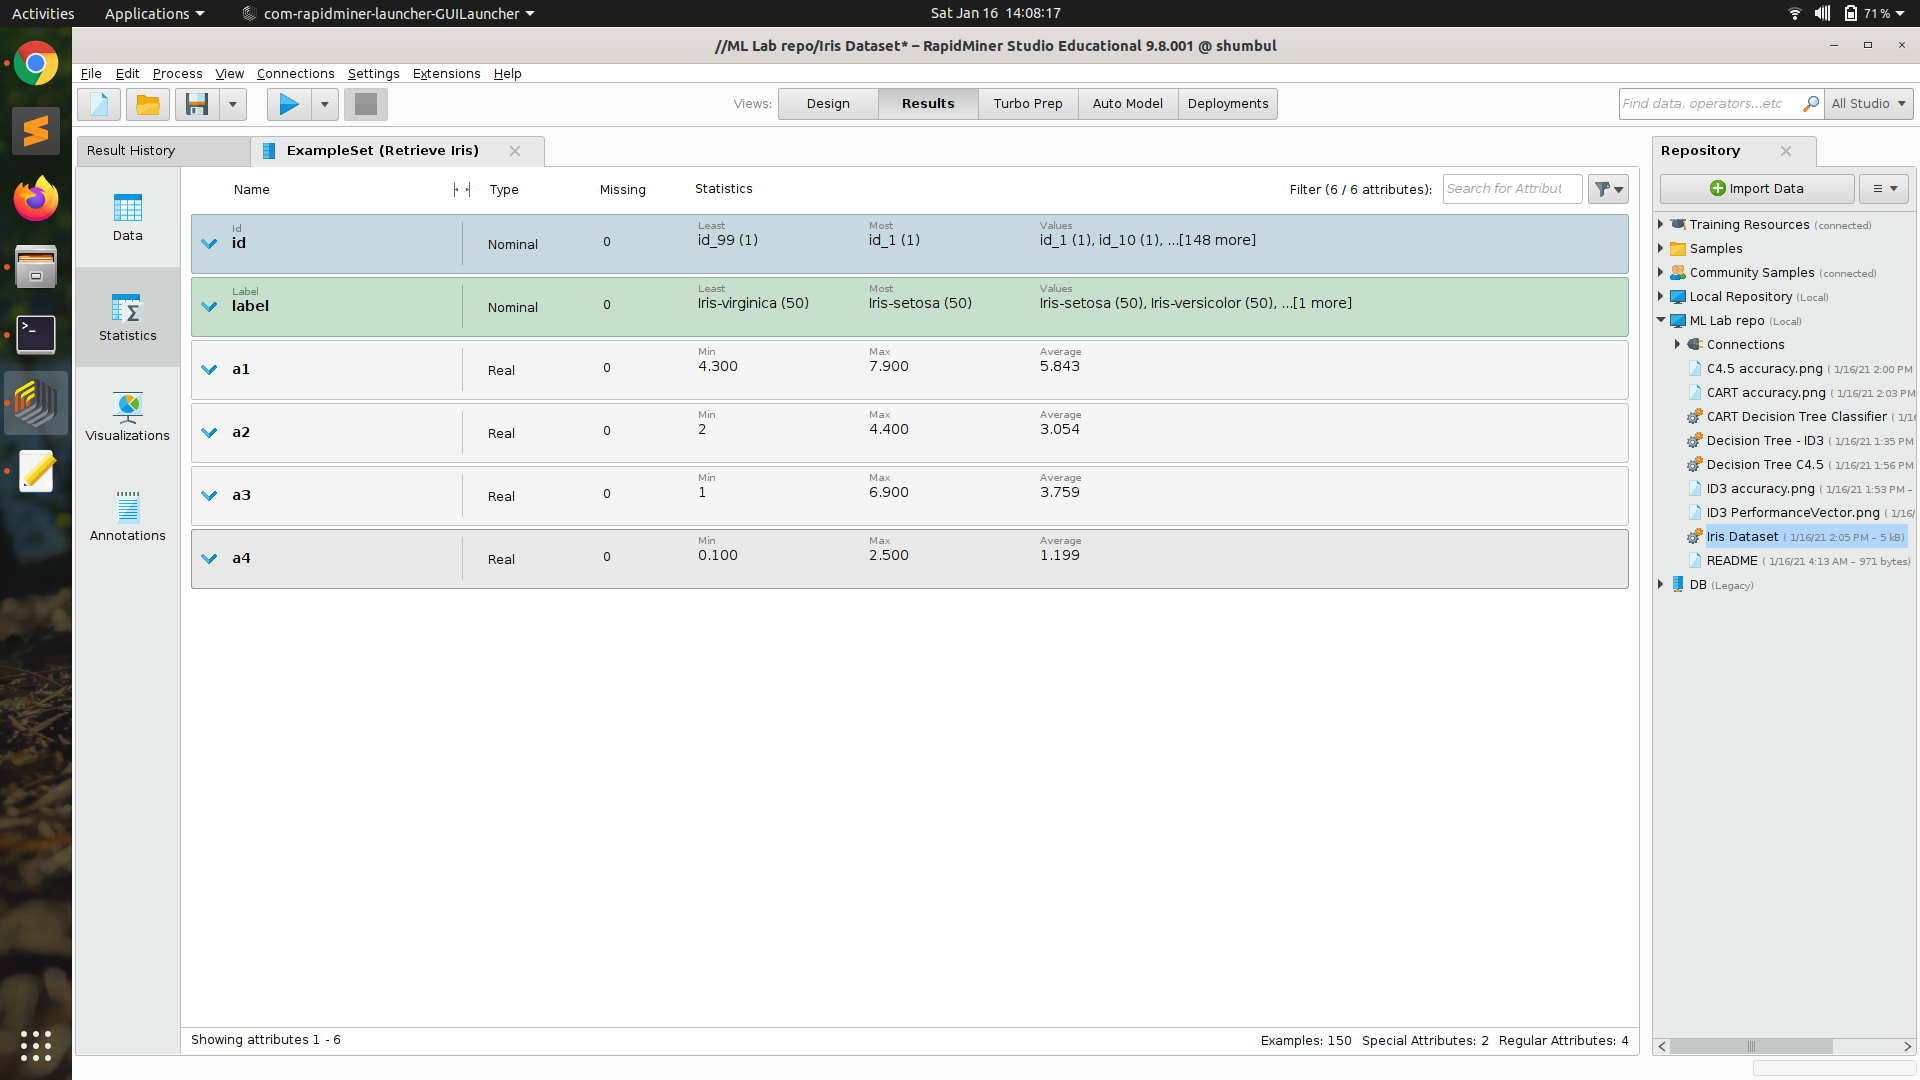 Activities Applications com-rapidminer-launcher-GUILauncher Sat Jan 16 14:08:17 71 %
//ML Lab repo/Iris Dataset* – RapidMiner Studio Educational 9.8.001 @ shumbul
File Edit Process View Connections Settings Extensions Help
Views: Design Results Turbo Prep Auto Model Deployments Find data, operators...etc All Studio
Result History ExampleSet (Retrieve Iris)
Data
Statistics
Visualizations
Annotations
Name Type Missing Statistics Filter (6 / 6 attributes): Search for Attribut
Id Least Most Values
id Nominal 0 id_99 (1) id_1 (1) id_1 (1), id_10 (1), ...[148 more]
Label Least Most Values
label Nominal 0 Iris-virginica (50) Iris-setosa (50) Iris-setosa (50), Iris-versicolor (50), ...[1 more]
Min Max Average
a1 Real 0 4.300 7.900 5.843
Min Max Average
a2 Real 0 2 4.400 3.054
Min Max Average
a3 Real 0 1 6.900 3.759
Min Max Average
a4 Real 0 0.100 2.500 1.199
Showing attributes 1 - 6 Examples: 150 Special Attributes: 2 Regular Attributes: 4
Repository
Import Data
Training Resources (connected)
Samples
Community Samples (connected)
Local Repository (Local)
ML Lab repo (Local)
Connections
C4.5 accuracy.png ( 1/16/21 2:00 PM
CART accuracy.png ( 1/16/21 2:03 PM
CART Decision Tree Classifier ( 1/16
Decision Tree - ID3 ( 1/16/21 1:35 PM
Decision Tree C4.5 ( 1/16/21 1:56 PM
ID3 accuracy.png ( 1/16/21 1:53 PM –
ID3 PerformanceVector.png ( 1/16/
Iris Dataset ( 1/16/21 2:05 PM – 5 kB)
README ( 1/16/21 4:13 AM – 971 bytes)
DB (Legacy)